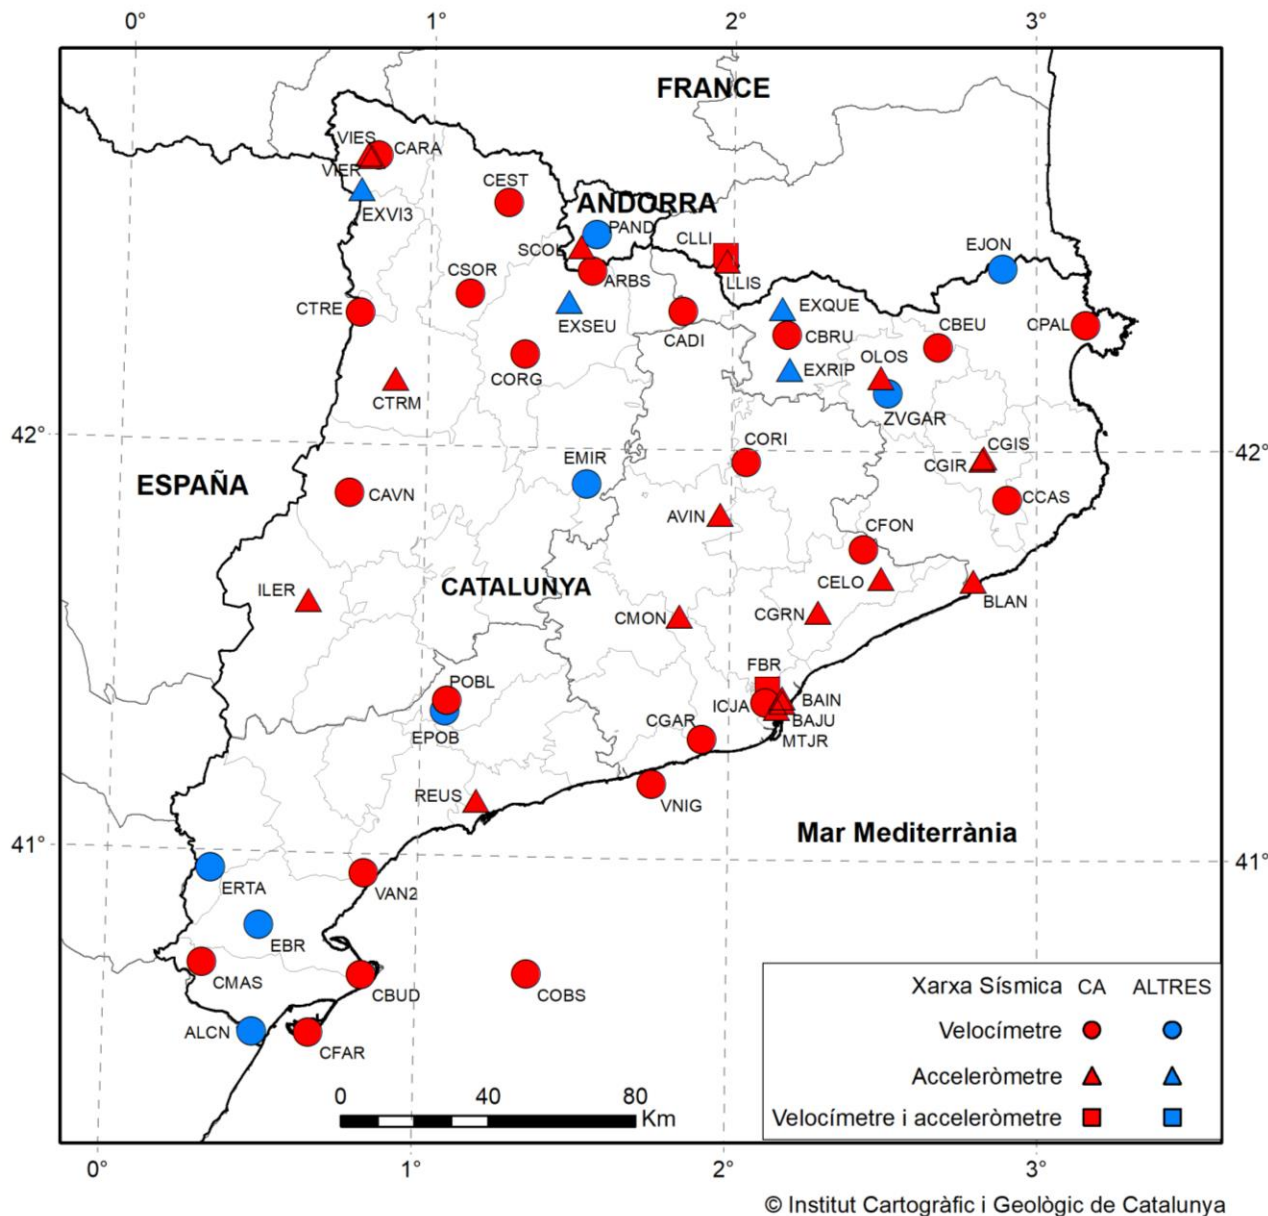 0° 1° 2° 3°
FRANCE
VIES
CARA
VIER
CEST
EXVI3
ANDORRA
PAND
SCOL
CLLI
EJON
CSOR
ARBS
LLIS
CTRE
EXSEU
EXQUE
CADI
CBRU
CBEU
CPAL
CORG
EXRIP
OLOS
CTRM
ZVGAR
42° 42°
CORI
CGIS
EMIR
CGIR
ESPAÑA
CAVN
CCAS
AVIN
CFON
CATALUNYA
CELO
ILER
BLAN
CMON
CGRN
FBR
POBL
ICJA
BAIN
CGAR
BAJU
EPOB
MTJR
REUS
VNIG
Mar Mediterrània
41° 41°
ERTA
VAN2
EBR
CMAS
CBUD
COBS
ALCN
CFAR
Xarxa Sísmica CA ALTRES
Velocímetre
Acceleròmetre
Velocímetre i acceleròmetre
0 40 80
Km
0° 1° 2° 3°
© Institut Cartogràfic i Geològic de Catalunya